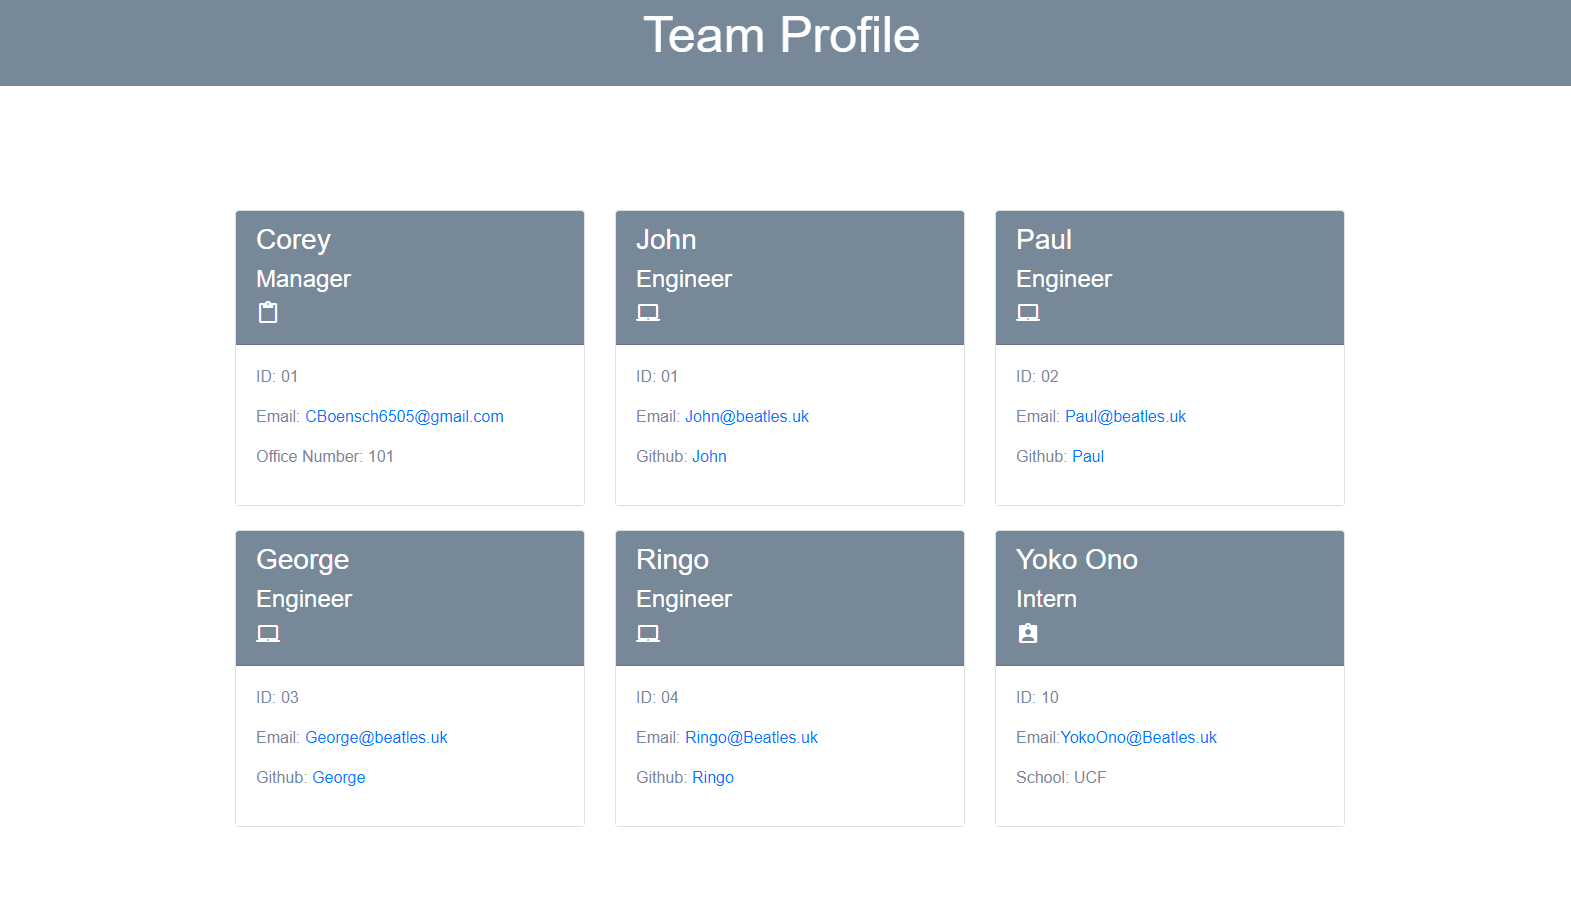 Team Profile
Corey
Manager
ID: 01
Email: CBoensch6505@gmail.com
Office Number: 101
John
Engineer
ID: 01
Email: John@beatles.uk
Github: John
Paul
Engineer
ID: 02
Email: Paul@beatles.uk
Github: Paul
George
Engineer
ID: 03
Email: George@beatles.uk
Github: George
Ringo
Engineer
ID: 04
Email: Ringo@Beatles.uk
Github: Ringo
Yoko Ono
Intern
ID: 10
Email:YokoOno@Beatles.uk
School: UCF